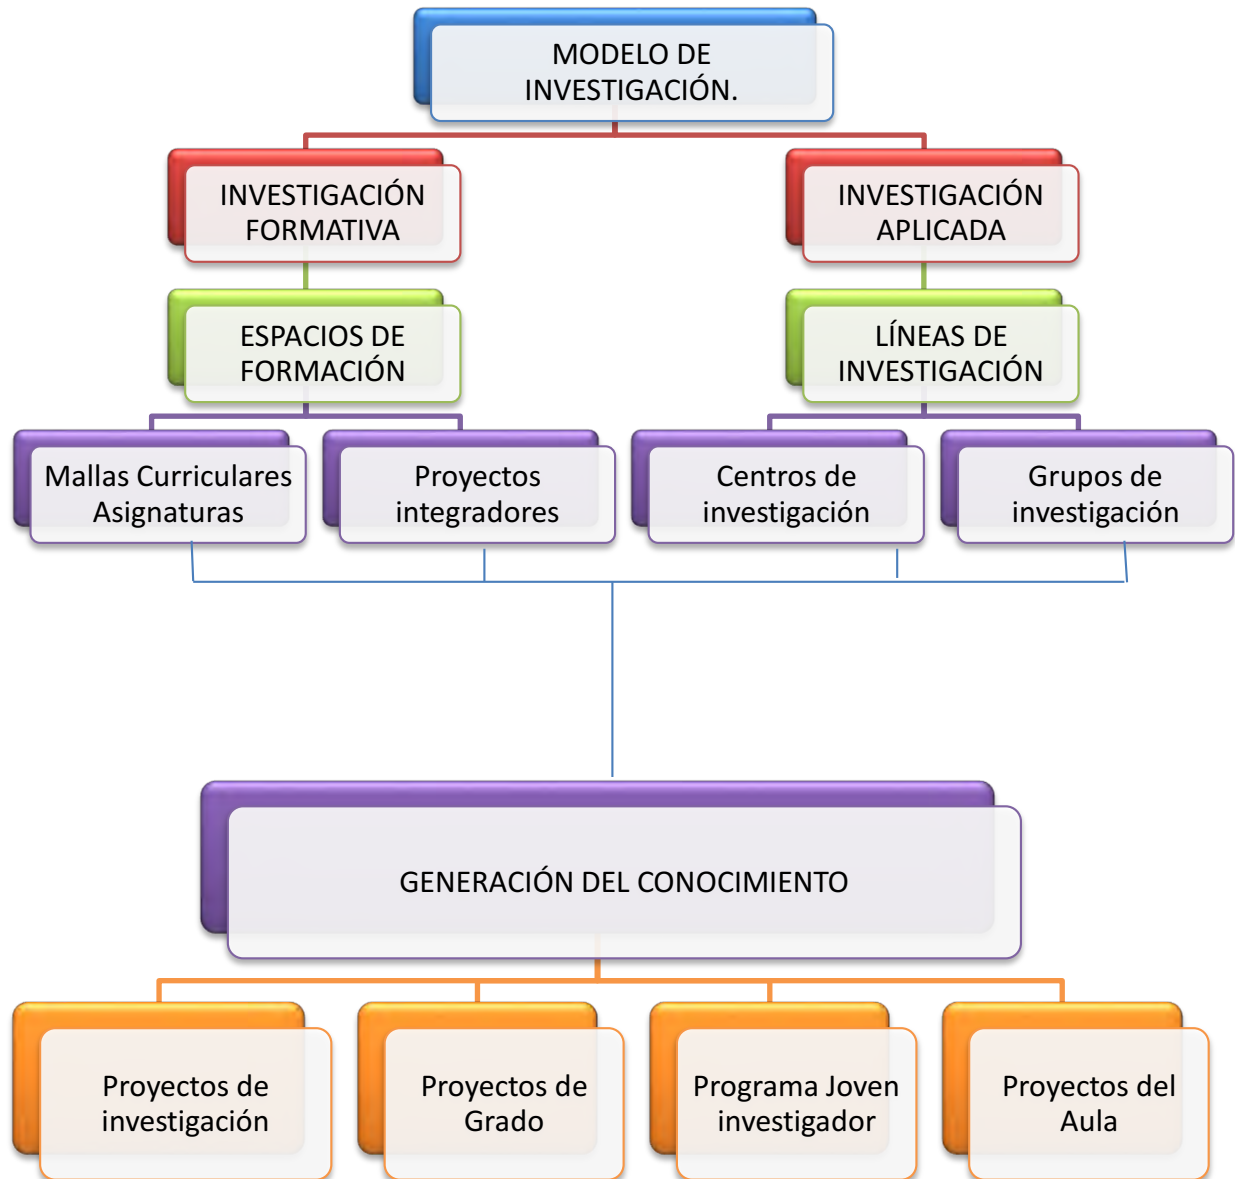 MODELO DE
INVESTIGACIÓN.
INVESTIGACIÓN
FORMATIVA
INVESTIGACIÓN
APLICADA
ESPACIOS DE
FORMACIÓN
LÍNEAS DE
INVESTIGACIÓN
Mallas Curriculares
Asignaturas
Proyectos
integradores
Centros de
investigación
Grupos de
investigación
GENERACIÓN DEL CONOCIMIENTO
Proyectos de
investigación
Proyectos de
Grado
Programa Joven
investigador
Proyectos del
Aula